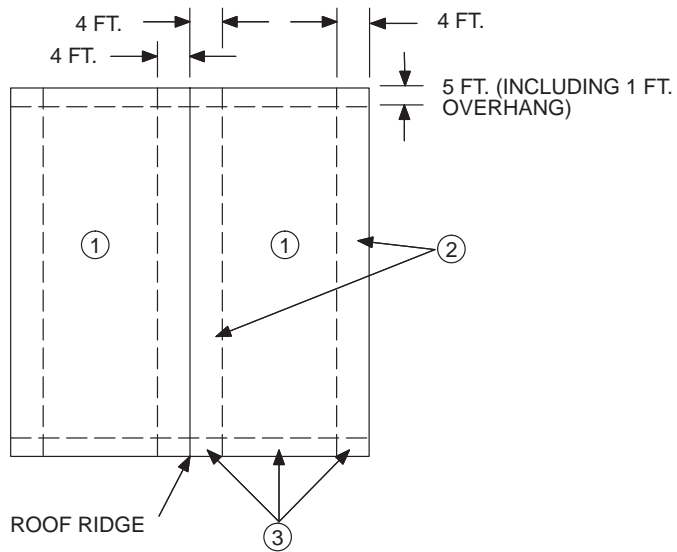 4 FT.
4 FT.
4 FT.
5 FT. (INCLUDING 1 FT.
OVERHANG)
1
1
2
ROOF RIDGE
3